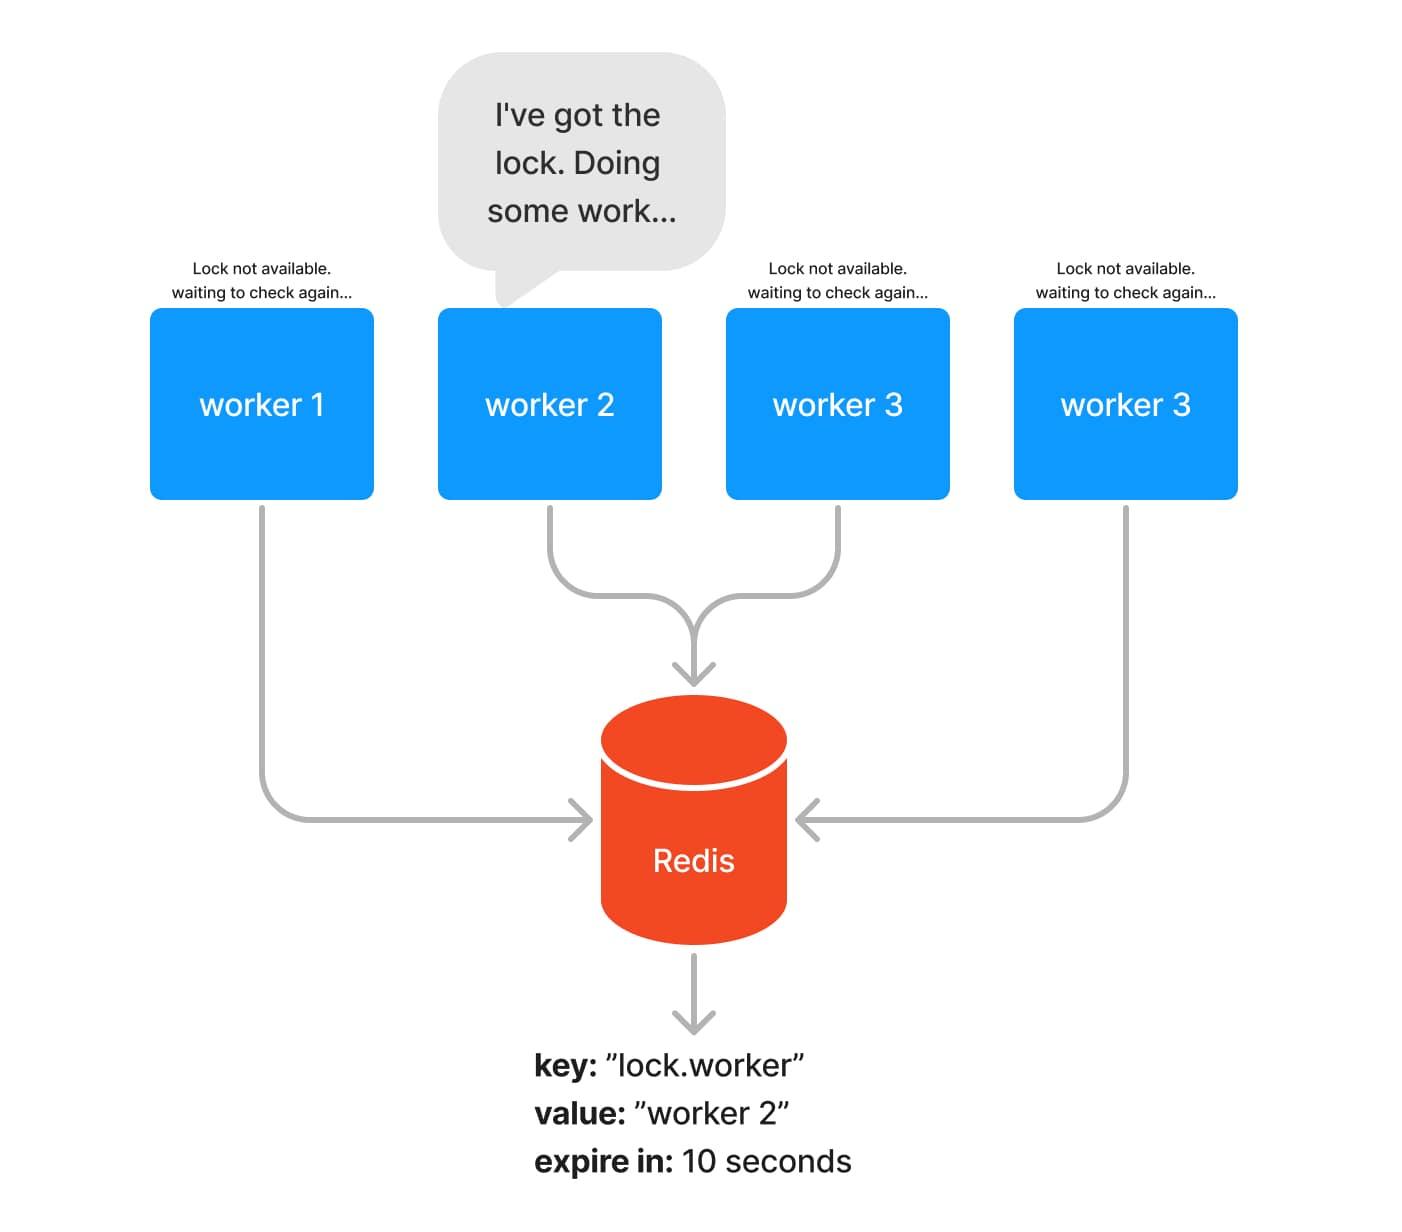 I've got the
lock. Doing
some work...
Lock not available.
waiting to check again...
Lock not available.
waiting to check again...
Lock not available.
waiting to check again...
worker 1
worker 2
worker 3
worker 3
Redis
key: ”lock.worker”
value: ”worker 2”
expire in: 10 seconds